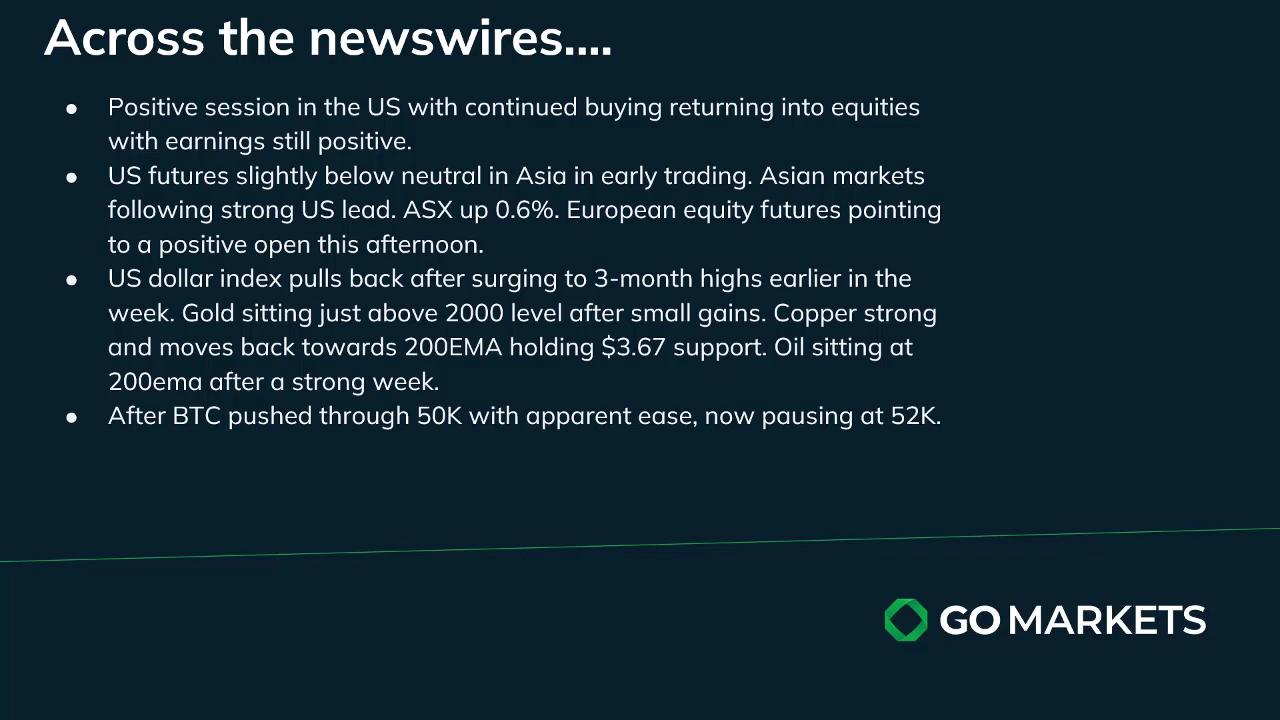 Across the newswires....
● Positive session in the US with continued buying returning into equities
with earnings still positive.
● US futures slightly below neutral in Asia in early trading. Asian markets
following strong US lead. ASX up 0.6%. European equity futures pointing
to a positive open this afternoon.
● US dollar index pulls back after surging to 3-month highs earlier in the
week. Gold sitting just above 2000 level after small gains. Copper strong
and moves back towards 200EMA holding $3.67 support. Oil sitting at
200ema after a strong week.
● After BTC pushed through 50K with apparent ease, now pausing at 52K.
GO MARKETS